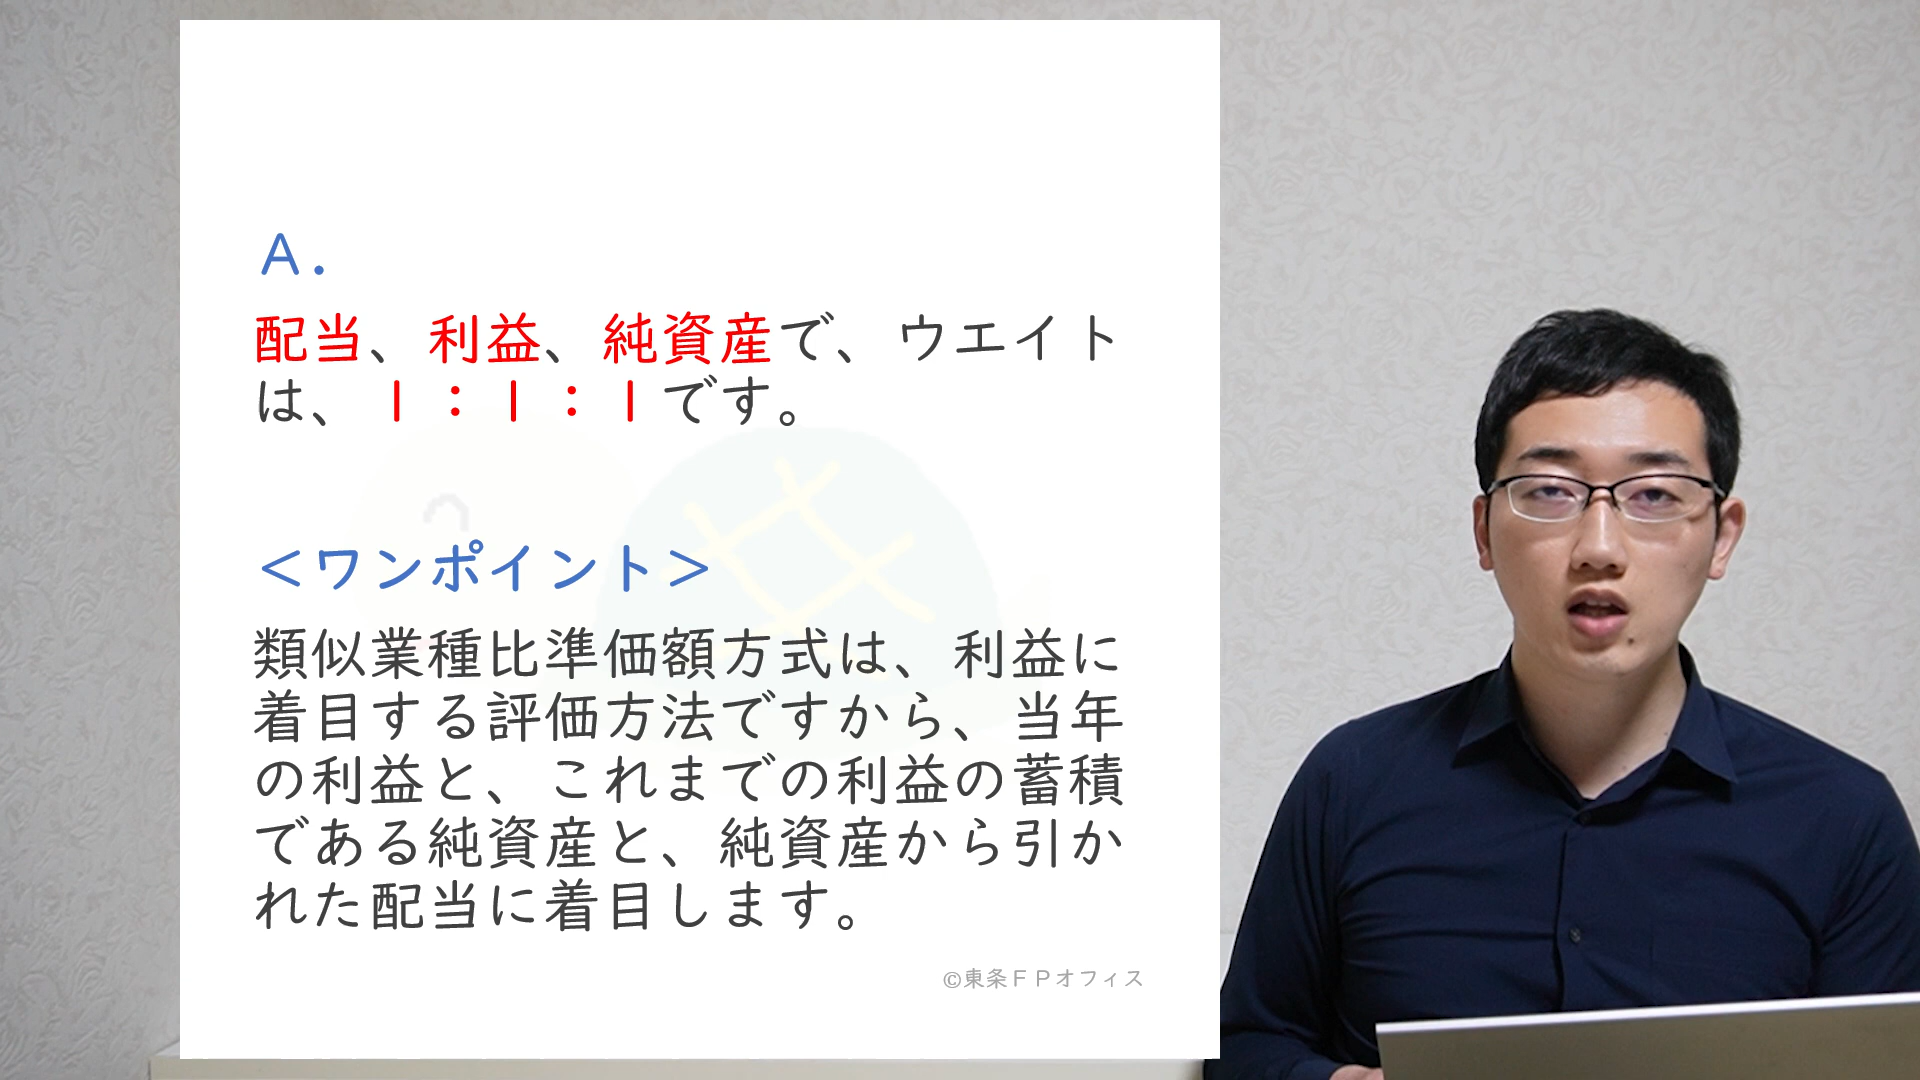 A.
配当、利益、純資産で、ウエイト
は、1：1：1です。
＜ワンポイント＞
類似業種比準価額方式は、利益に
着目する評価方法ですから、当年
の利益と、これまでの利益の蓄積
である純資産と、純資産から引か
れた配当に着目します。
©東条ＦＰオフィス